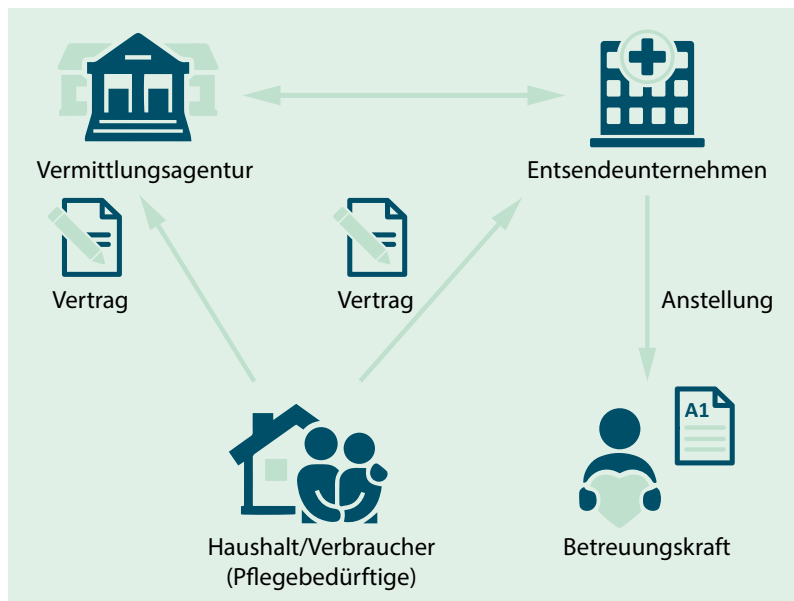 Vermittlungsagentur
Entsendeunternehmen
Vertrag
Vertrag
Anstellung
A1
Haushalt/Verbraucher
(Pflegebedürftige)
Betreuungskraft